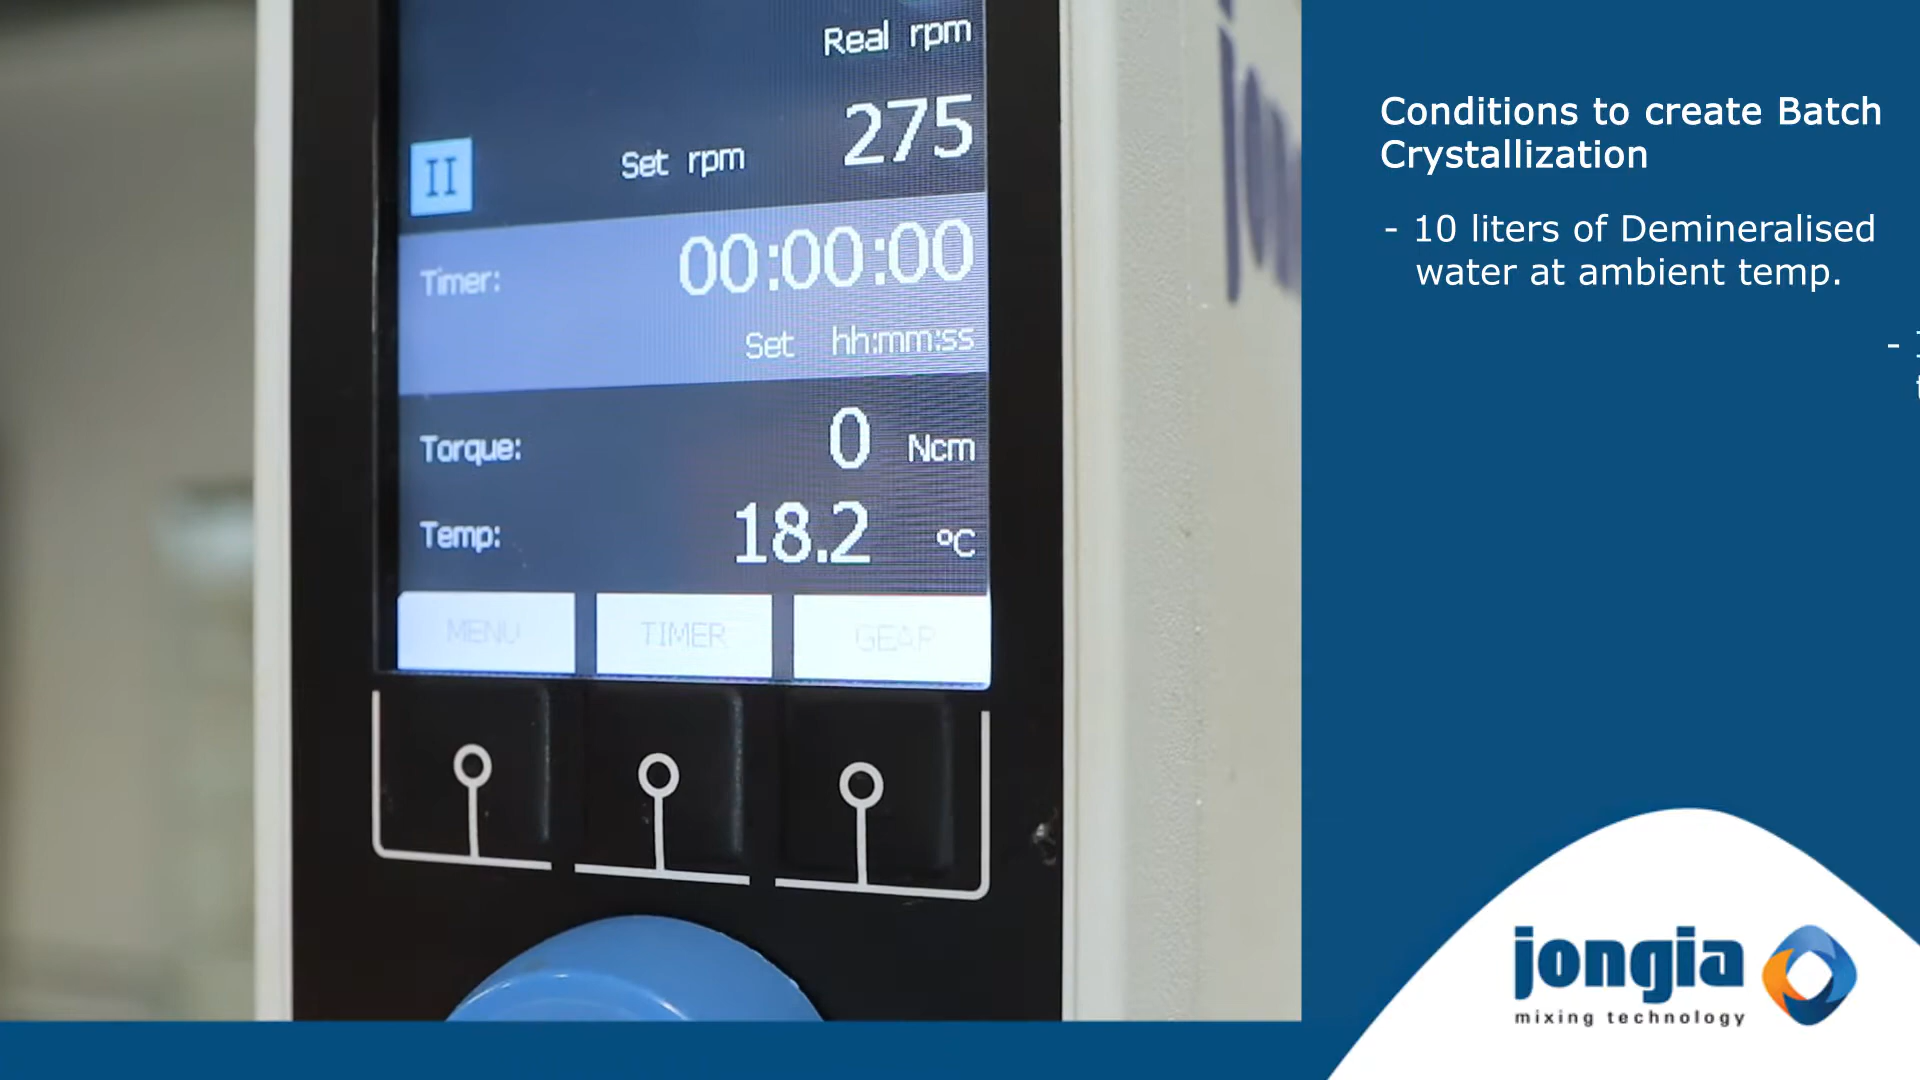 Real rpm
275
II
Set rpm
Timer:
00:00:00
Set hh:mm:ss
Torque:
0 Ncm
Temp:
18.2 °C
MENU
TIMER
GEAR
Conditions to create Batch
Crystallization
- 10 liters of Demineralised
water at ambient temp.
-
jongia
mixing technology